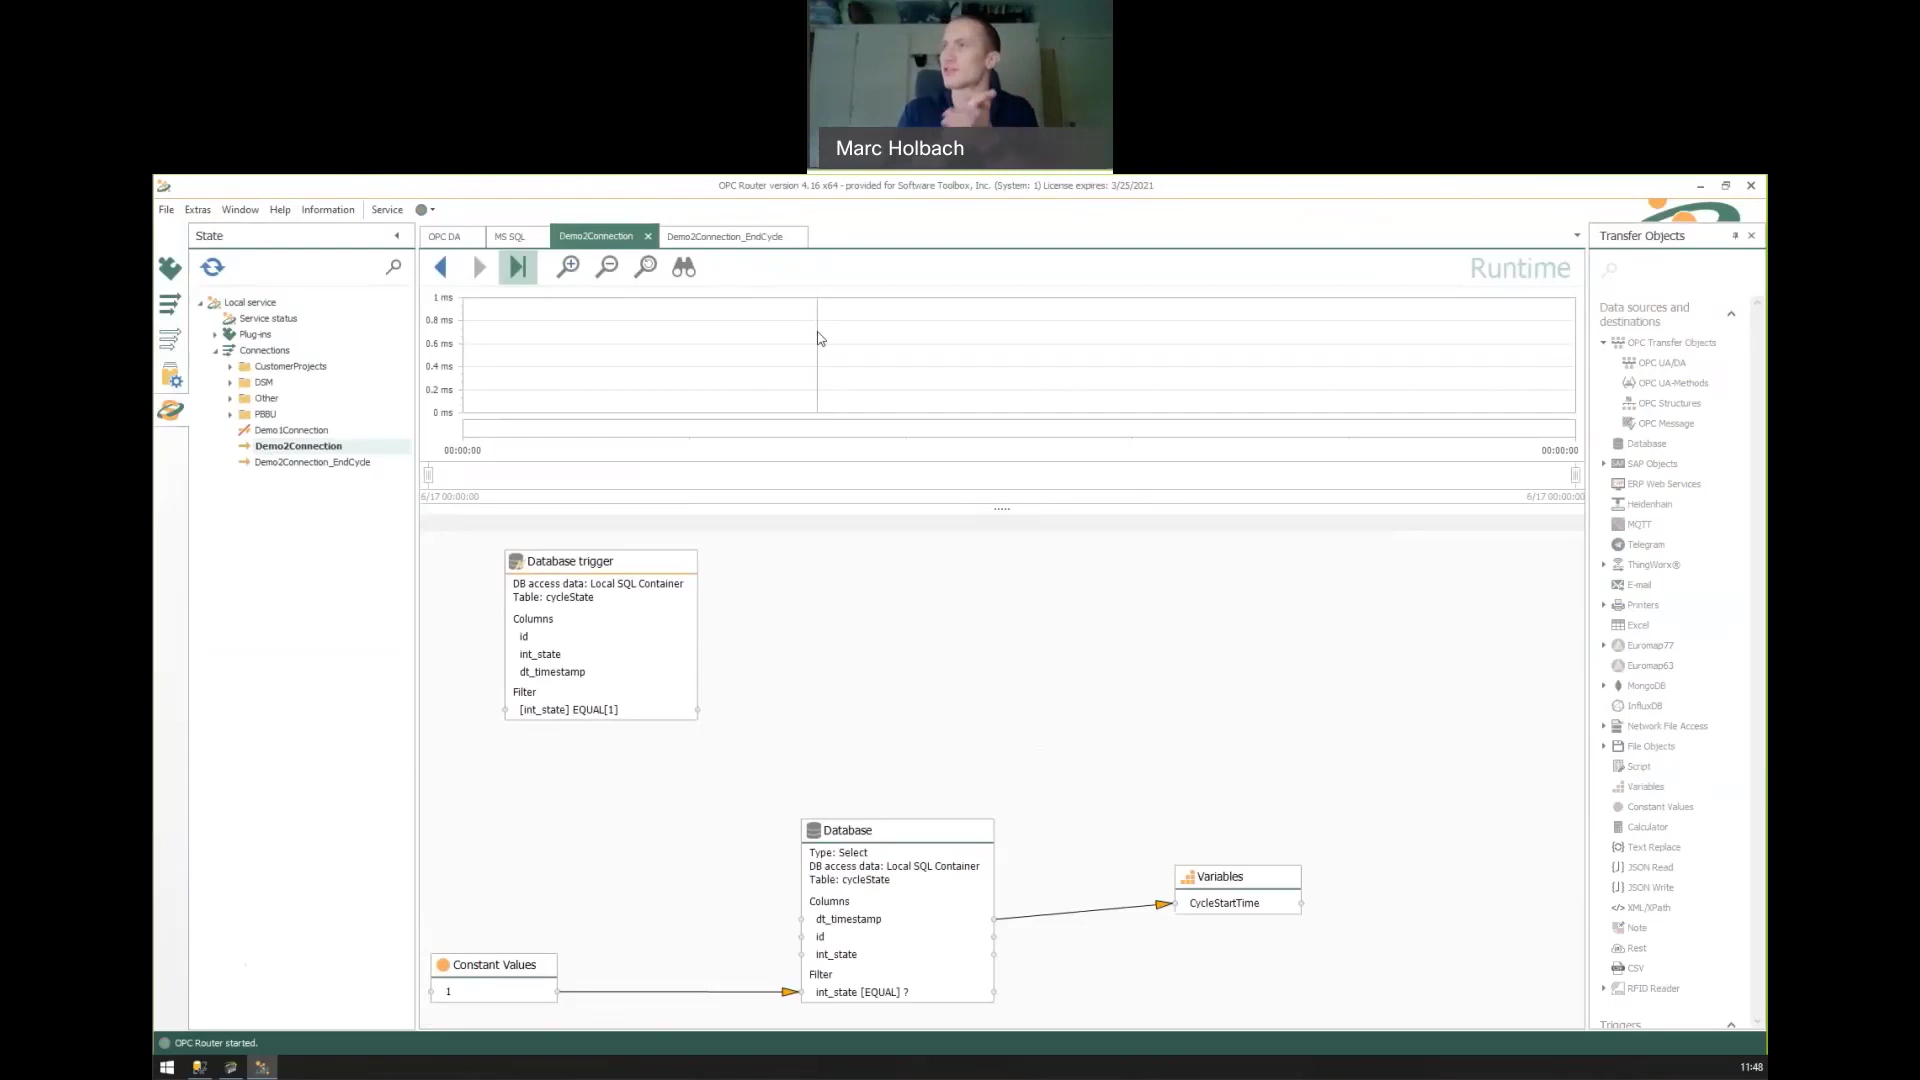 Marc Holbach
OPC Router version 4.16 x64 - provided for Software Toolbox, Inc. (System: 1) License expires: 3/25/2021
File Extras Window Help Information Service
State
Local service
Service status
Plug-ins
Connections
CustomerProjects
DSM
Other
PBBU
Demo1Connection
Demo2Connection
Demo2Connection_EndCycle
OPC DA MS SQL Demo2Connection Demo2Connection_EndCycle
Runtime
1 ms
0.8 ms
0.6 ms
0.4 ms
0.2 ms
0 ms
00:00:00 00:00:00
6/17 00:00:00 6/17 00:00:00
Database trigger
DB access data: Local SQL Container
Table: cycleState
Columns
id
int_state
dt_timestamp
Filter
[int_state] EQUAL[1]
Constant Values
1
Database
Type: Select
DB access data: Local SQL Container
Table: cycleState
Columns
dt_timestamp
id
int_state
Filter
int_state [EQUAL] ?
Variables
CycleStartTime
Transfer Objects
Data sources and
destinations
OPC Transfer Objects
OPC UA/DA
OPC UA-Methods
OPC Structures
OPC Message
Database
SAP Objects
ERP Web Services
Heidenhain
MQTT
Telegram
ThingWorx®
E-mail
Printers
Excel
Euromap77
Euromap63
MongoDB
InfluxDB
Network File Access
File Objects
Script
Variables
Constant Values
Calculator
Text Replace
JSON Read
JSON Write
XML/XPath
Note
Rest
CSV
RFID Reader
Triggers
OPC Router started.
11:48